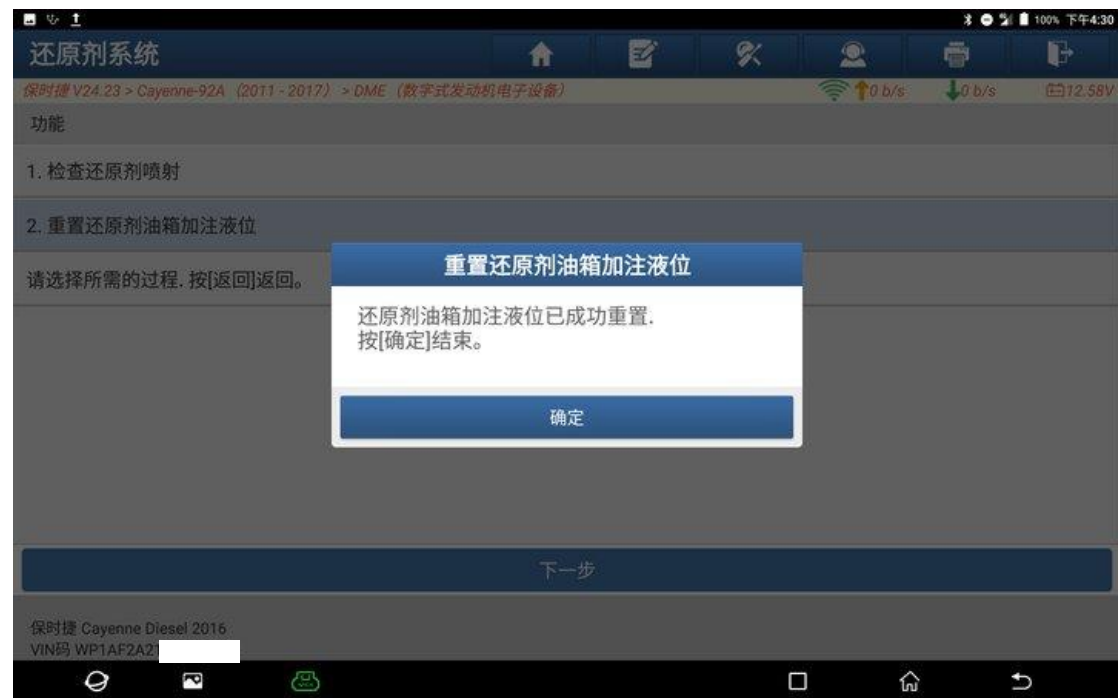 100% 下午4:30
还原剂系统
保时捷 V24.23 > Cayenne-92A（2011 - 2017）> DME（数字式发动机电子设备）
0 b/s
0 b/s
12.58V
功能
1. 检查还原剂喷射
2. 重置还原剂油箱加注液位
请选择所需的过程. 按[返回]返回。
重置还原剂油箱加注液位
还原剂油箱加注液位已成功重置.
按[确定]结束。
确定
下一步
保时捷 Cayenne Diesel 2016
VIN码 WP1AF2A21